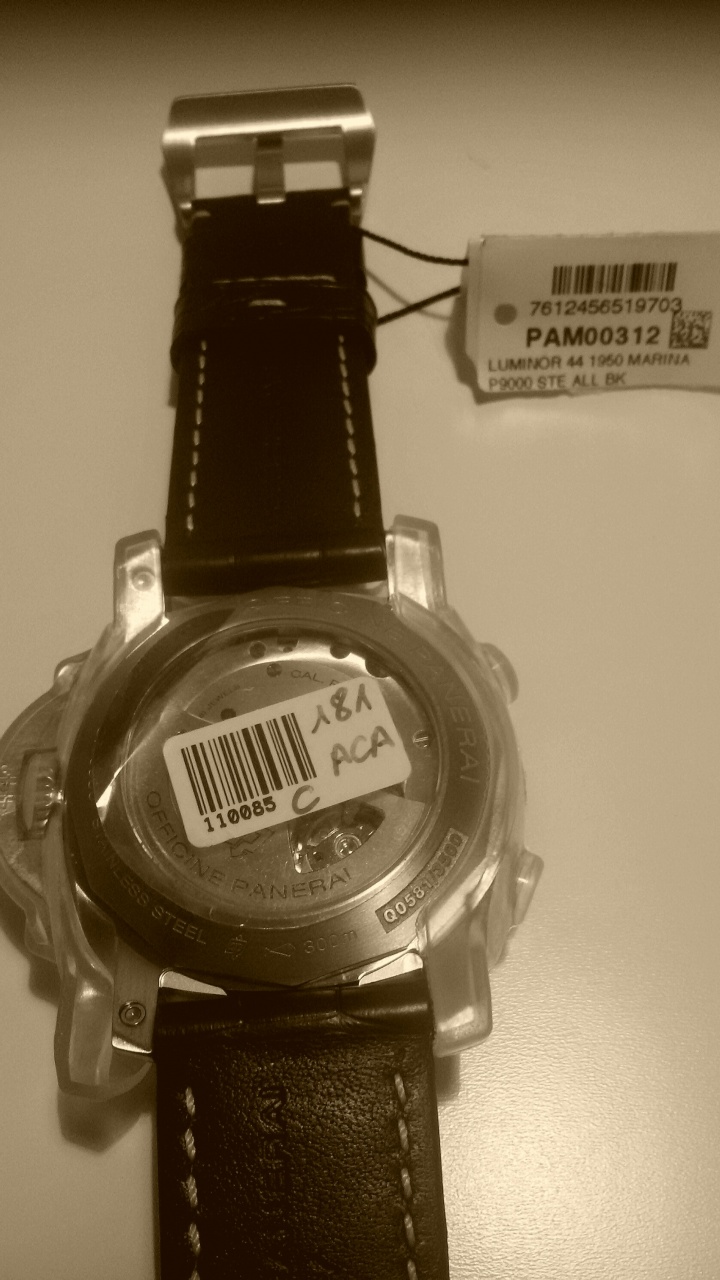 7612456519703
PAM00312
LUMINOR 44 1950 MARINA
P9000 STE ALL BK
CAL.
181
ACA
110085 C
PANERAI
OFFICINE PANERAI
STAINLESS STEEL
300m